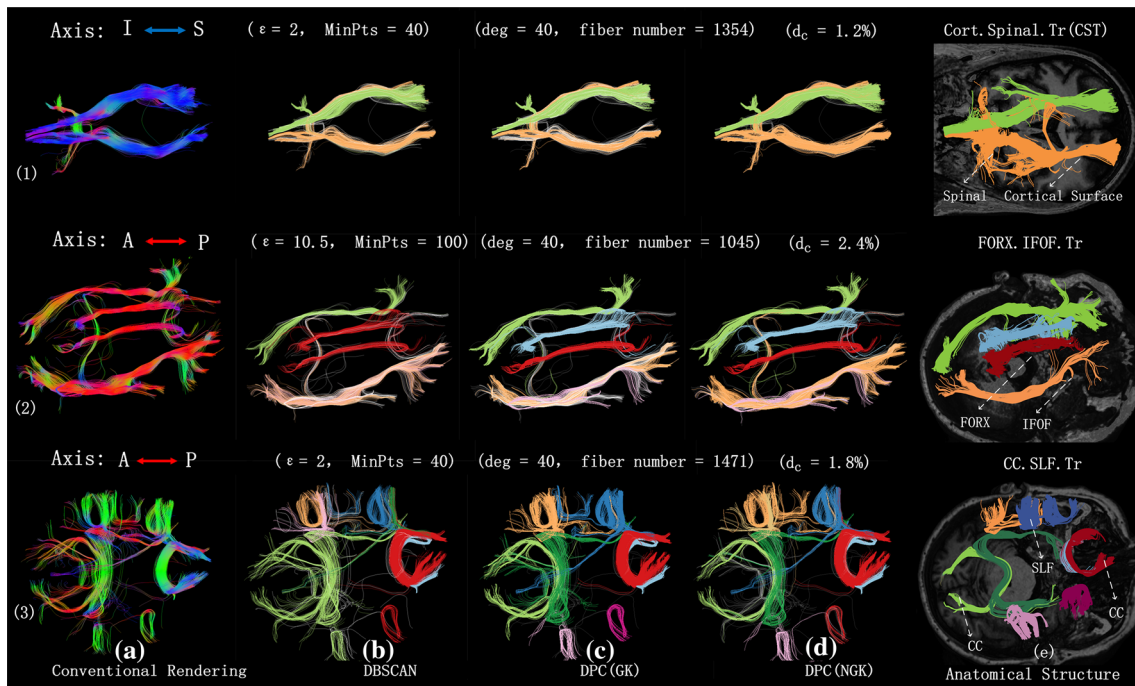 Axis: I S (ε = 2, MinPts = 40) (deg = 40, fiber number = 1354) (dc = 1.2%) Cort.Spinal.Tr(CST)
(1)
Spinal Cortical Surface
Axis: A P (ε = 10.5, MinPts = 100) (deg = 40, fiber number = 1045) (dc = 2.4%) FORX.IFOF.Tr
(2)
FORX IFOF
Axis: A P (ε = 2, MinPts = 40) (deg = 40, fiber number = 1471) (dc = 1.8%) CC.SLF.Tr
SLF
(3)
CC
CC
(a) (b) (c) (d) (e)
Conventional Rendering DBSCAN DPC(GK) DPC(NGK) Anatomical Structure